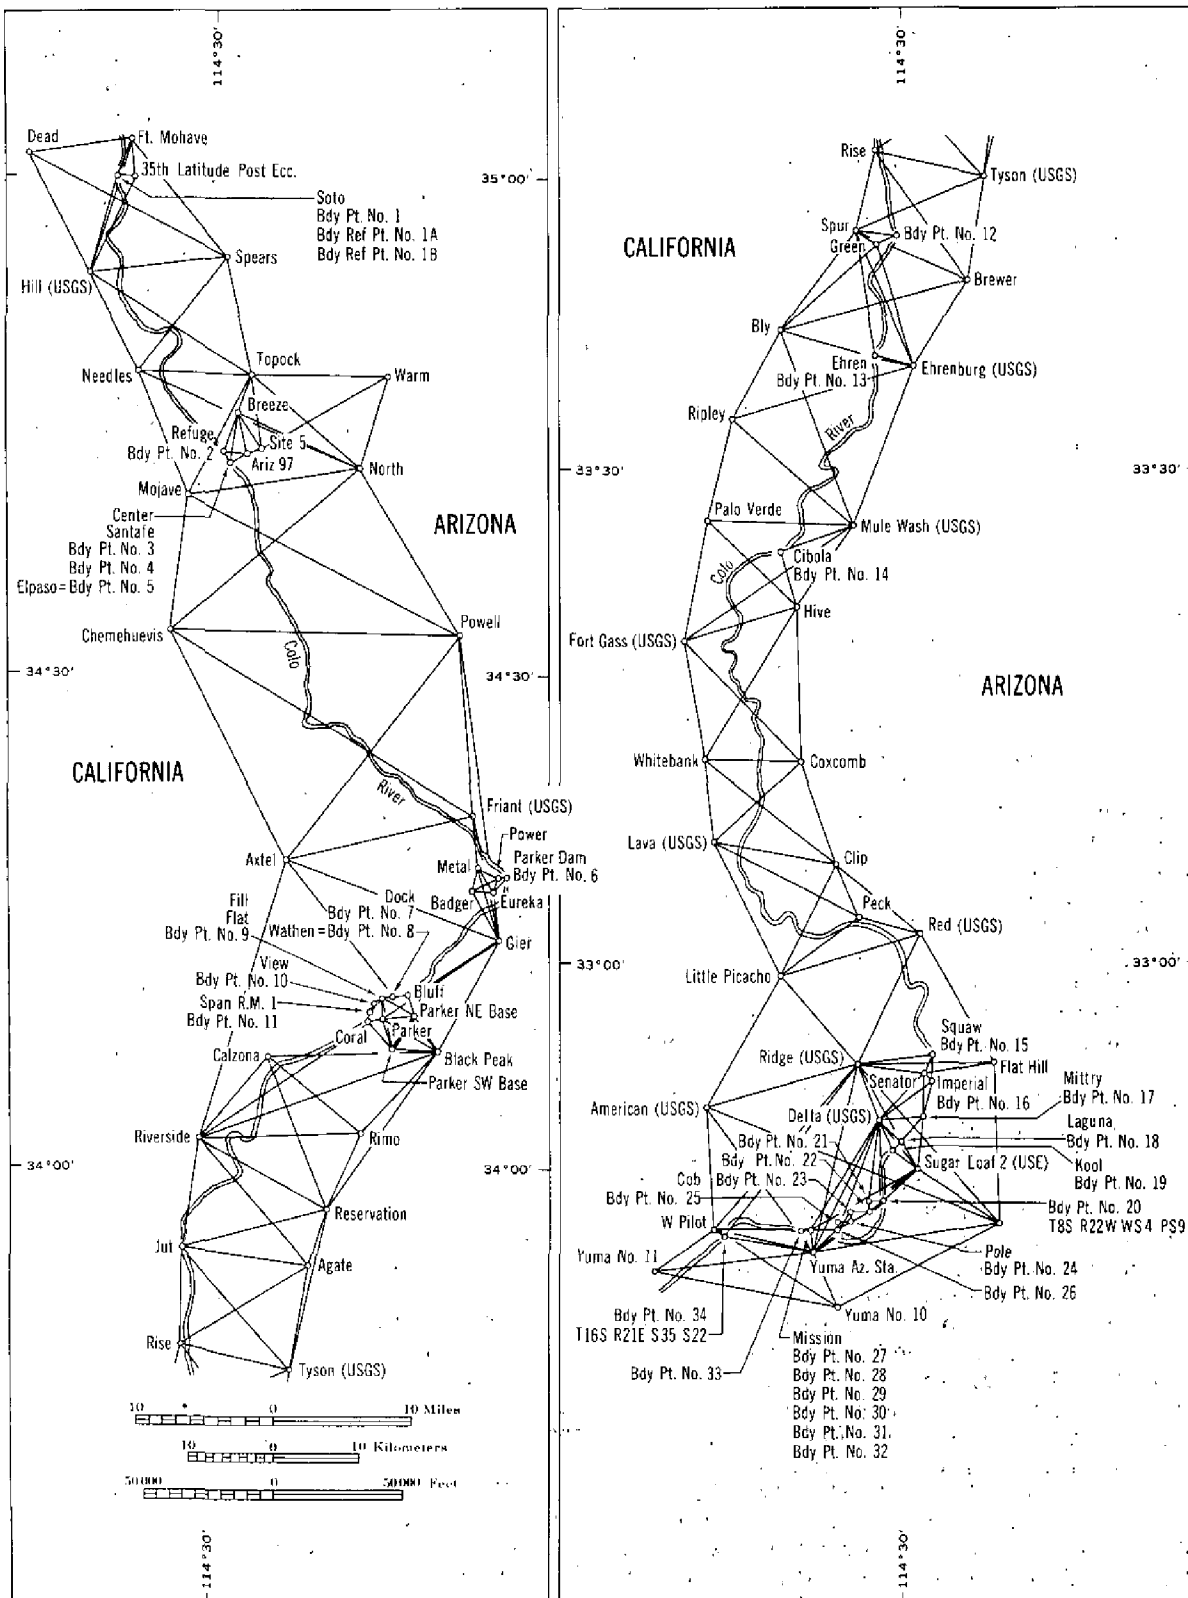 114°30'
Dead
Ft. Mohave
35th Latitude Post Ecc.
35°00'
Soto
Bdy Pt. No. 1
Bdy Ref Pt. No. 1A
Bdy Ref Pt. No. 1B
Spears
Hill (USGS)
Topock
Needles
Warm
Breeze
Refuge
Site 5
Bdy Pt. No. 2
Ariz 97
North
Mojave
Center
Santafe
Bdy Pt. No. 3
Bdy Pt. No. 4
Elpaso=Bdy Pt. No. 5
ARIZONA
Chemehuevis
Powell
Colo
34°30'
34°30'
CALIFORNIA
River
Friant (USGS)
Power
Axtel
Metal
Parker Dam
Bdy Pt. No. 6
Fill
Dock
Badger
Eureka
Flat
Bdy Pt. No. 7
Bdy Pt. No. 9
Wathen=Bdy Pt. No. 8
Gier
View
Bdy Pt. No. 10
Bluff
Span R.M. 1
Parker NE Base
Bdy Pt. No. 11
Coral
Parker
Calzona
Black Peak
Parker SW Base
Riverside
Rimo
34°00'
34°00'
Reservation
Jut
Agate
Rise
Tyson (USGS)
10
0
10 Miles
10
0
10 Kilometers
50000
0
50000 Feet
114°30'
114°30'
Rise
Tyson (USGS)
CALIFORNIA
Spur
Green
Bdy Pt. No. 12
Brewer
Bly
Ehren
Bdy Pt. No. 13
Ehrenburg (USGS)
Ripley
River
33°30'
33°30'
Palo Verde
Mule Wash (USGS)
Cibola
Bdy Pt. No. 14
Colo
Hive
Fort Gass (USGS)
ARIZONA
Whitebank
Coxcomb
Lava (USGS)
Clip
Peck
Red (USGS)
33°00'
33°00'
Little Picacho
Squaw
Bdy Pt. No. 15
Ridge (USGS)
Flat Hill
Senator
Imperial
Bdy Pt. No. 16
Mittry
Bdy Pt. No. 17
American (USGS)
Delta (USGS)
Laguna
Bdy Pt. No. 18
Bdy Pt. No. 21
Bdy Pt. No. 22
Sugar Loaf 2 (USE)
Kool
Bdy Pt. No. 19
Cob
Bdy Pt. No. 23
Bdy Pt. No. 25
Bdy Pt. No. 20
T8S R22W WS4 PS9
W Pilot
Pole
Bdy Pt. No. 24
Yuma No. 11
Yuma Az. Sta.
Bdy Pt. No. 26
Bdy Pt. No. 34
T16S R21E S35 S22
Yuma No. 10
Bdy Pt. No. 33
Mission
Bdy Pt. No. 27
Bdy Pt. No. 28
Bdy Pt. No. 29
Bdy Pt. No. 30
Bdy Pt. No. 31
Bdy Pt. No. 32
114°30'